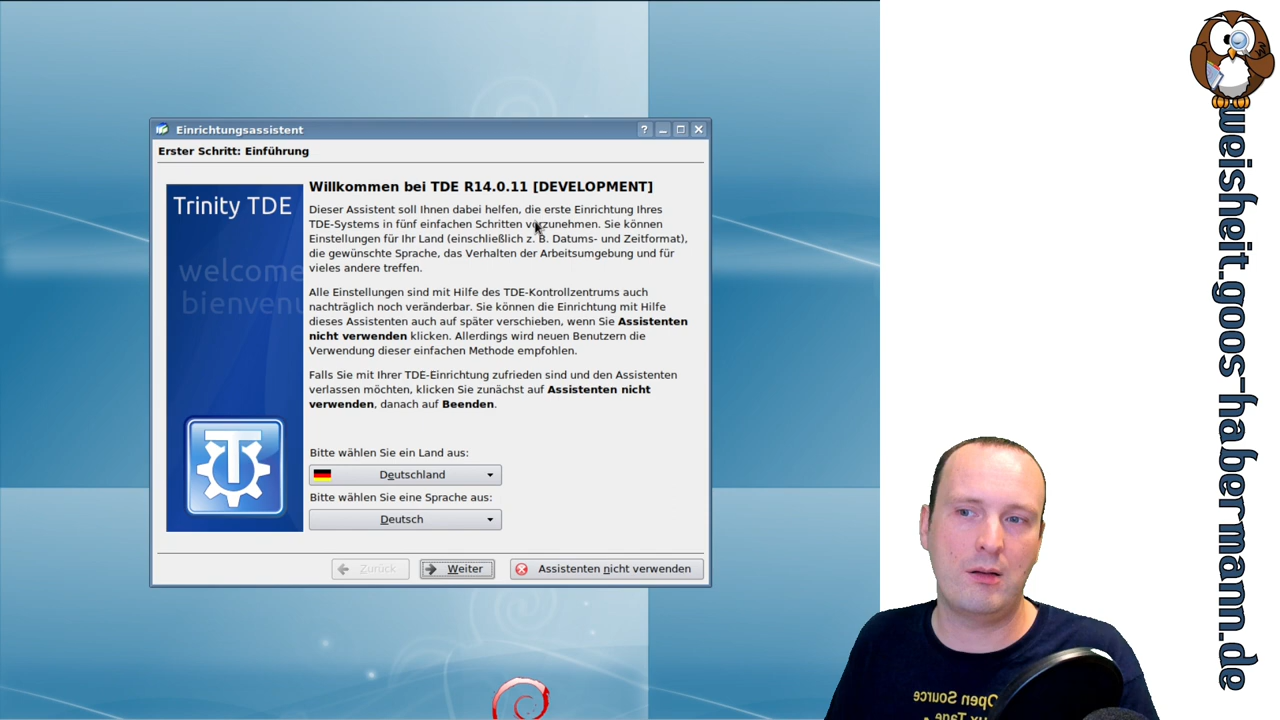 Einrichtungsassistent
Erster Schritt: Einführung
Trinity TDE
welcome
bienvenu
Willkommen bei TDE R14.0.11 [DEVELOPMENT]
Dieser Assistent soll Ihnen dabei helfen, die erste Einrichtung Ihres
TDE-Systems in fünf einfachen Schritten vorzunehmen. Sie können
Einstellungen für Ihr Land (einschließlich z. B. Datums- und Zeitformat),
die gewünschte Sprache, das Verhalten der Arbeitsumgebung und für
vieles andere treffen.
Alle Einstellungen sind mit Hilfe des TDE-Kontrollzentrums auch
nachträglich noch veränderbar. Sie können die Einrichtung mit Hilfe
dieses Assistenten auch auf später verschieben, wenn Sie Assistenten
nicht verwenden klicken. Allerdings wird neuen Benutzern die
Verwendung dieser einfachen Methode empfohlen.
Falls Sie mit Ihrer TDE-Einrichtung zufrieden sind und den Assistenten
verlassen möchten, klicken Sie zunächst auf Assistenten nicht
verwenden, danach auf Beenden.
Bitte wählen Sie ein Land aus:
Deutschland
Bitte wählen Sie eine Sprache aus:
Deutsch
Zurück
Weiter
Assistenten nicht verwenden
weisheit.goos-habermann.de
Open Source
ux Tage